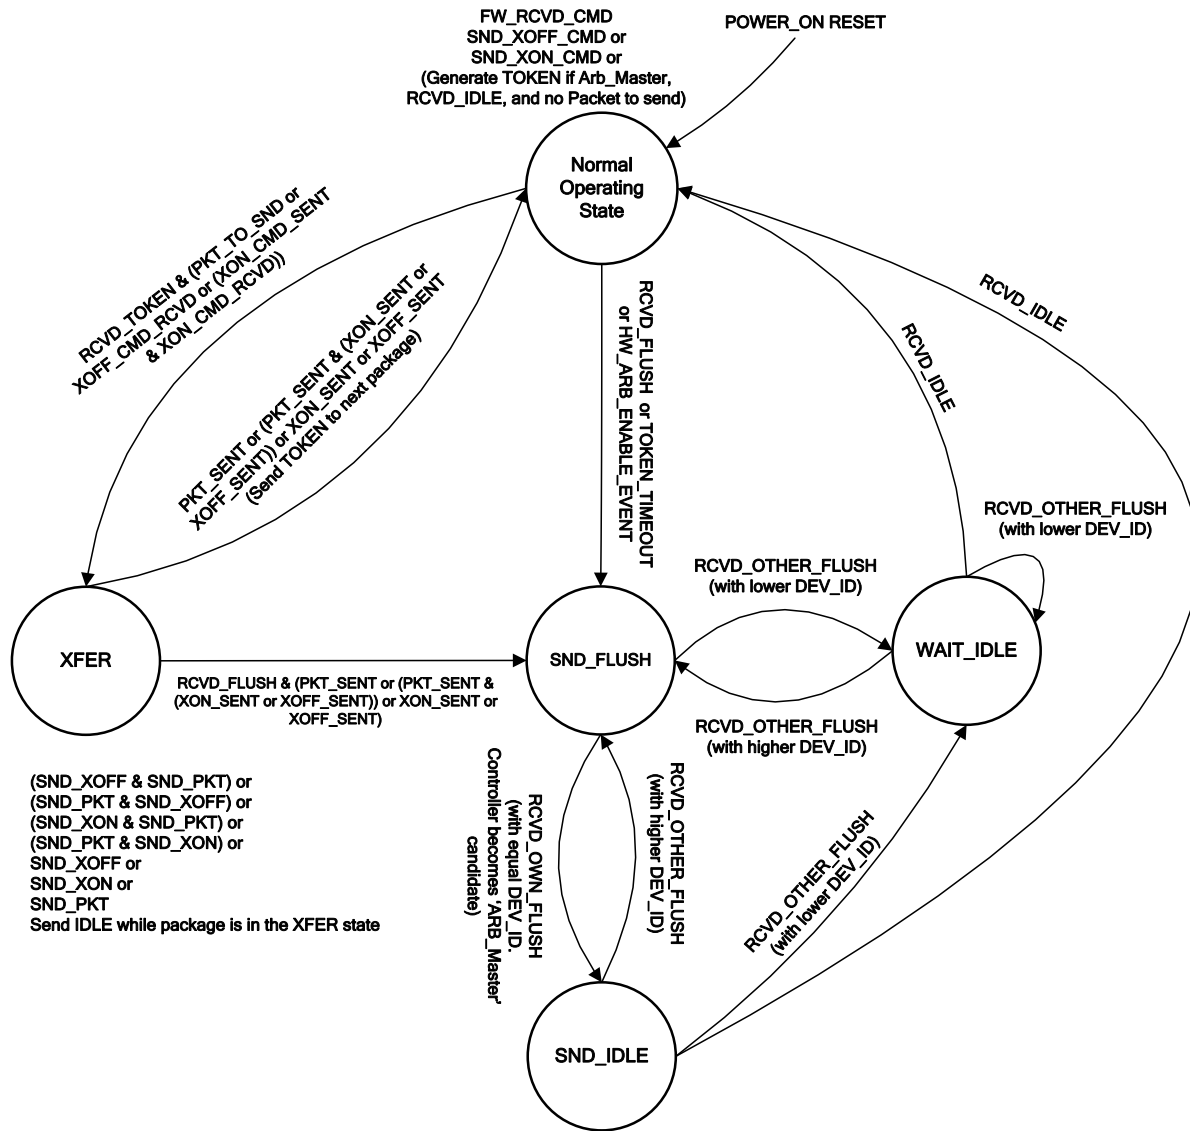 FW_RCVD_CMD
SND_XOFF_CMD or
SND_XON_CMD or
(Generate TOKEN if Arb_Master,
RCVD_IDLE, and no Packet to send)
POWER_ON RESET
Normal
Operating
State
RCVD_TOKEN & (PKT_TO_SND or
XOFF_CMD_RCVD or (XON_CMD_SENT
& XON_CMD_RCVD))
PKT_SENT or (PKT_SENT & (XON_SENT or
XOFF_SENT)) or XON_SENT or XOFF_SENT
(Send TOKEN to next package)
RCVD_FLUSH or TOKEN_TIMEOUT
or HW_ARB_ENABLE_EVENT
RCVD_IDLE
RCVD_IDLE
RCVD_OTHER_FLUSH
(with lower DEV_ID)
RCVD_OTHER_FLUSH
(with lower DEV_ID)
XFER
SND_FLUSH
WAIT_IDLE
RCVD_FLUSH & (PKT_SENT or (PKT_SENT &
(XON_SENT or XOFF_SENT)) or XON_SENT or
XOFF_SENT)
RCVD_OTHER_FLUSH
(with higher DEV_ID)
(SND_XOFF & SND_PKT) or
(SND_PKT & SND_XOFF) or
(SND_XON & SND_PKT) or
(SND_PKT & SND_XON) or
SND_XOFF or
SND_XON or
SND_PKT
Send IDLE while package is in the XFER state
RCVD_OWN_FLUSH
(with equal DEV_ID.
Controller becomes 'ARB_Master'
candidate)
RCVD_OTHER_FLUSH
(with higher DEV_ID)
RCVD_OTHER_FLUSH
(with lower DEV_ID)
SND_IDLE